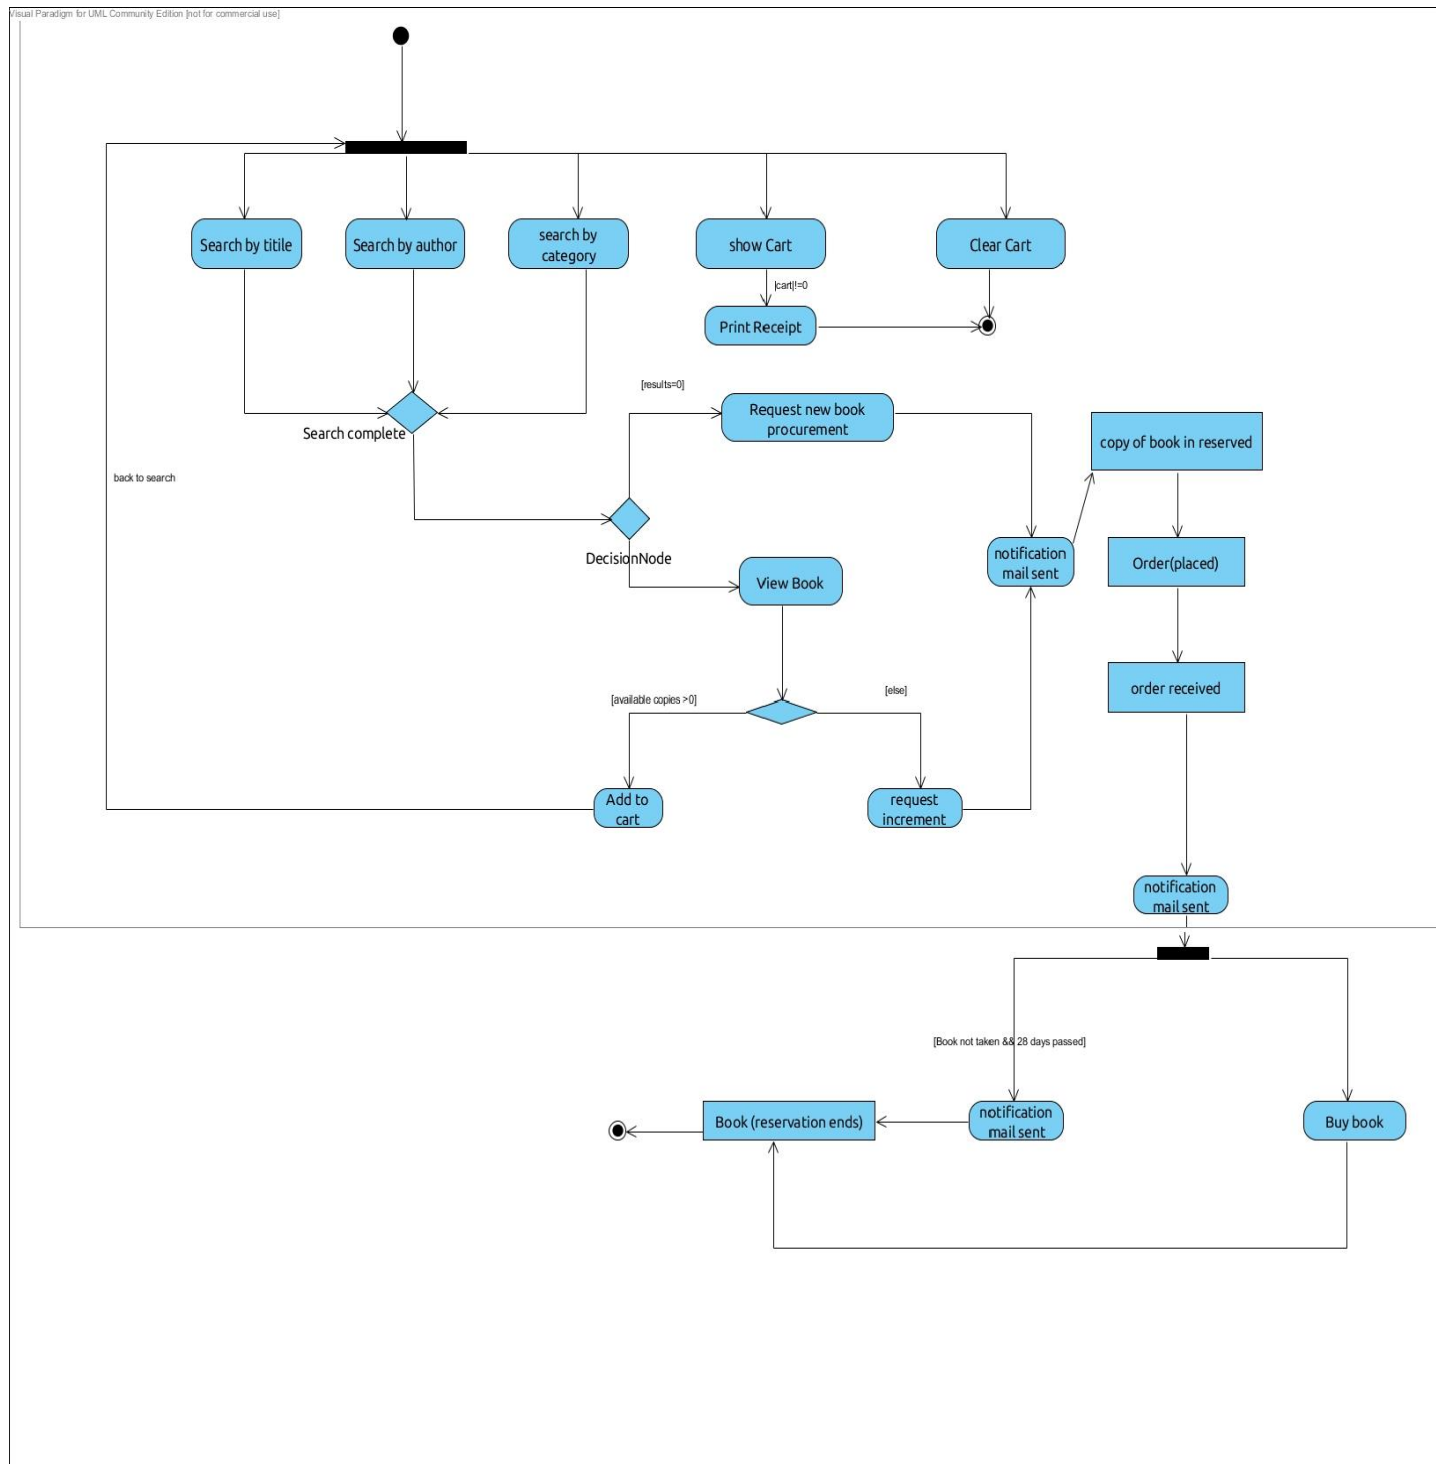 Visual Paradigm for UML Community Edition [not for commercial use]
Search by titile
Search by author
search by
category
show Cart
Clear Cart
|cart|!=0
Print Receipt
[results=0]
Request new book
procurement
Search complete
copy of book in reserved
back to search
DecisionNode
notification
mail sent
Order(placed)
View Book
[available copies >0]
[else]
order received
Add to
cart
request
increment
notification
mail sent
[Book not taken && 28 days passed]
Book (reservation ends)
notification
mail sent
Buy book